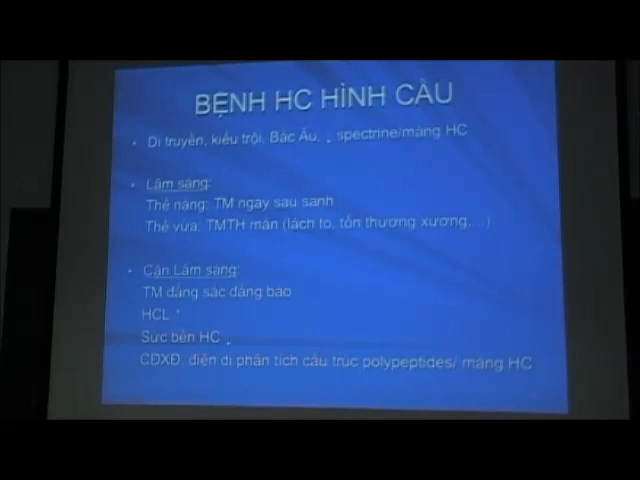 BỆNH HC HÌNH CẦU
• Di truyền, kiểu trội, Bắc Âu, ↓ spectrine/màng HC
• Lâm sàng:
Thể nặng: TM ngay sau sanh
Thể vừa: TMTH mãn (lách to, tổn thương xương,...)
• Cận Lâm sàng:
TM đẳng sắc đẳng bào
HCL
Sức bền HC ↓
CĐXĐ: điện di phân tích cấu trúc polypeptides/ màng HC